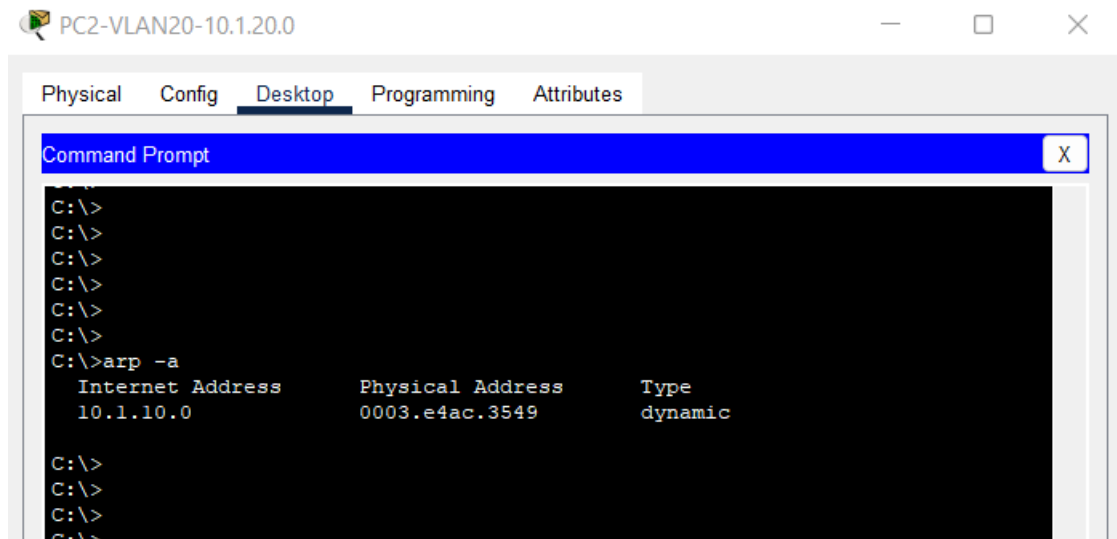 PC2-VLAN20-10.1.20.0
Physical Config Desktop Programming Attributes
Command Prompt X
C:\>
C:\>
C:\>
C:\>
C:\>
C:\>
C:\>arp -a
Internet Address Physical Address Type
10.1.10.0 0003.e4ac.3549 dynamic
C:\>
C:\>
C:\>